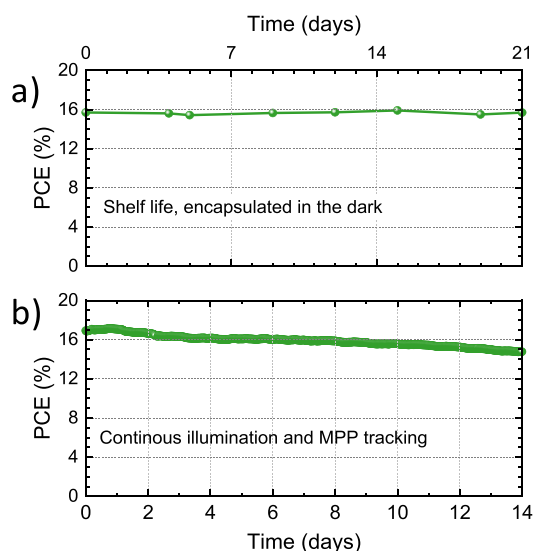 Time (days)
0 7 14 21
a)
20
16
12
8
4
0
PCE (%)
Shelf life, encapsulated in the dark
b)
20
16
12
8
4
0
PCE (%)
Continous illumination and MPP tracking
0 2 4 6 8 10 12 14
Time (days)